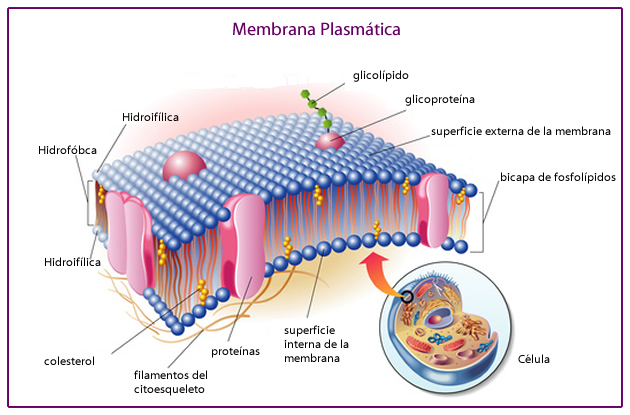 Membrana Plasmática
glicolípido
glicoproteína
Hidroifílica
superficie externa de la membrana
Hidrofóbca
bicapa de fosfolípidos
Hidroifílica
superficie
interna de la
membrana
proteínas
colesterol
Célula
filamentos del
citoesqueleto